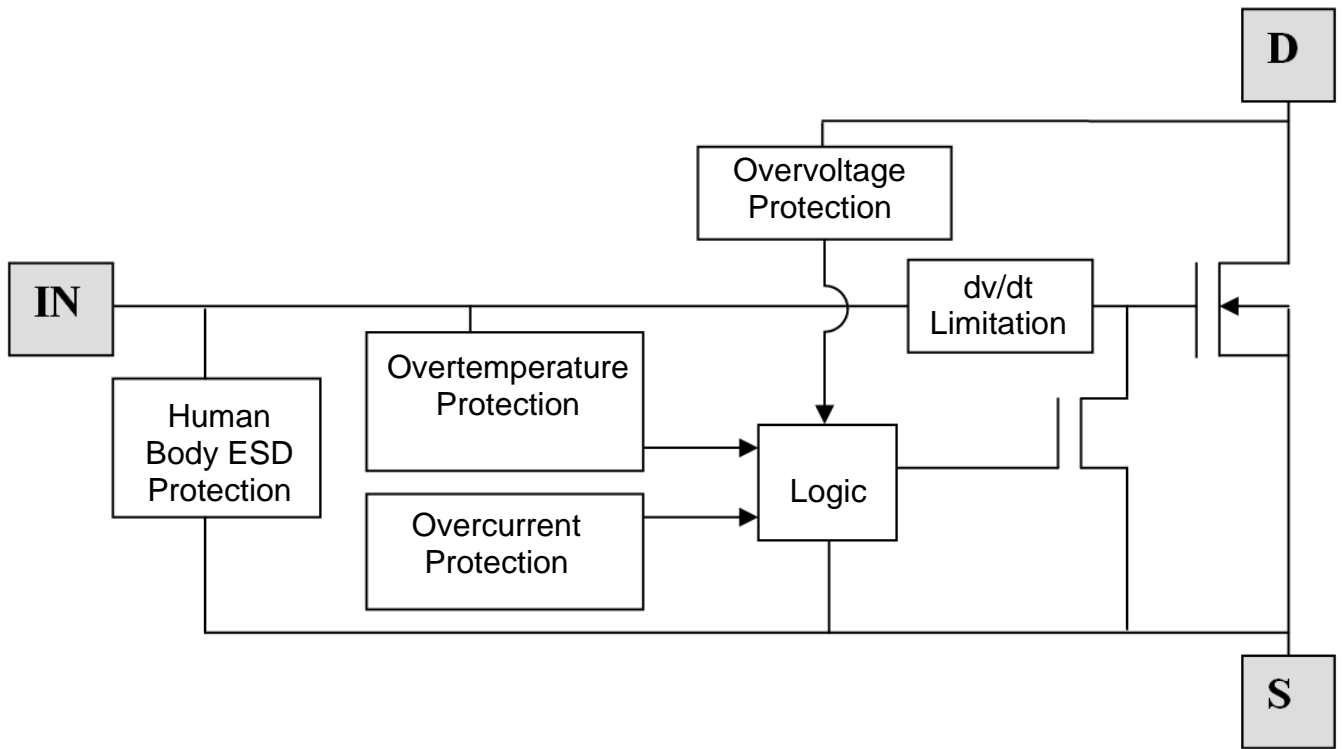 D
Overvoltage
Protection
IN
dv/dt
Limitation
Overtemperature
Protection
Human
Body ESD
Protection
Logic
Overcurrent
Protection
S